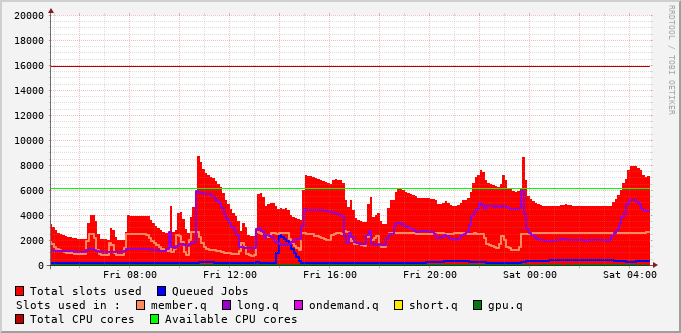 20000
18000
16000
14000
12000
10000
8000
6000
4000
2000
0
Fri 08:00 Fri 12:00 Fri 16:00 Fri 20:00 Sat 00:00 Sat 04:00
RRDTOOL / TOBI OETIKER
Total slots used Queued Jobs
Slots used in : member.q long.q ondemand.q short.q gpu.q
Total CPU cores Available CPU cores